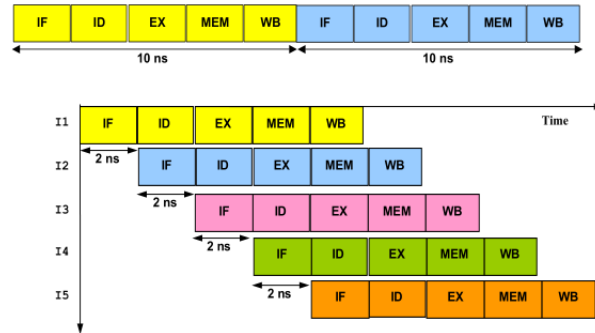 IF ID EX MEM WB IF ID EX MEM WB
10 ns 10 ns
Time
I1 IF ID EX MEM WB
2 ns
I2 IF ID EX MEM WB
2 ns
I3 IF ID EX MEM WB
2 ns
I4 IF ID EX MEM WB
2 ns
I5 IF ID EX MEM WB